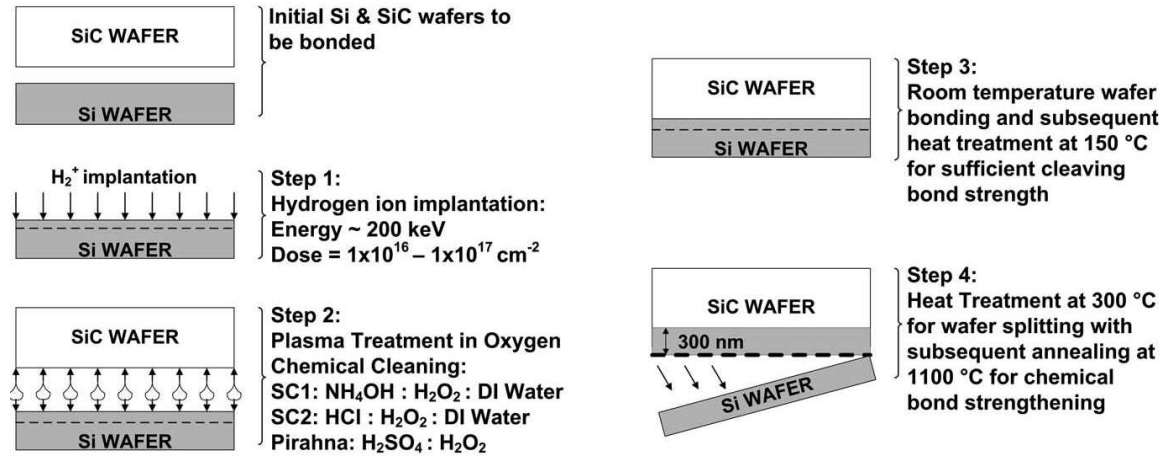 SiC WAFER
Si WAFER
Initial Si & SiC wafers to
be bonded
H₂⁺ implantation
Si WAFER
Step 1:
Hydrogen ion implantation:
Energy ~ 200 keV
Dose = 1x10¹⁶ – 1x10¹⁷ cm⁻²
SiC WAFER
Si WAFER
Step 2:
Plasma Treatment in Oxygen
Chemical Cleaning:
SC1: NH₄OH : H₂O₂ : DI Water
SC2: HCl : H₂O₂ : DI Water
Pirahna: H₂SO₄ : H₂O₂
SiC WAFER
Si WAFER
Step 3:
Room temperature wafer
bonding and subsequent
heat treatment at 150 °C
for sufficient cleaving
bond strength
SiC WAFER
300 nm
Si WAFER
Step 4:
Heat Treatment at 300 °C
for wafer splitting with
subsequent annealing at
1100 °C for chemical
bond strengthening